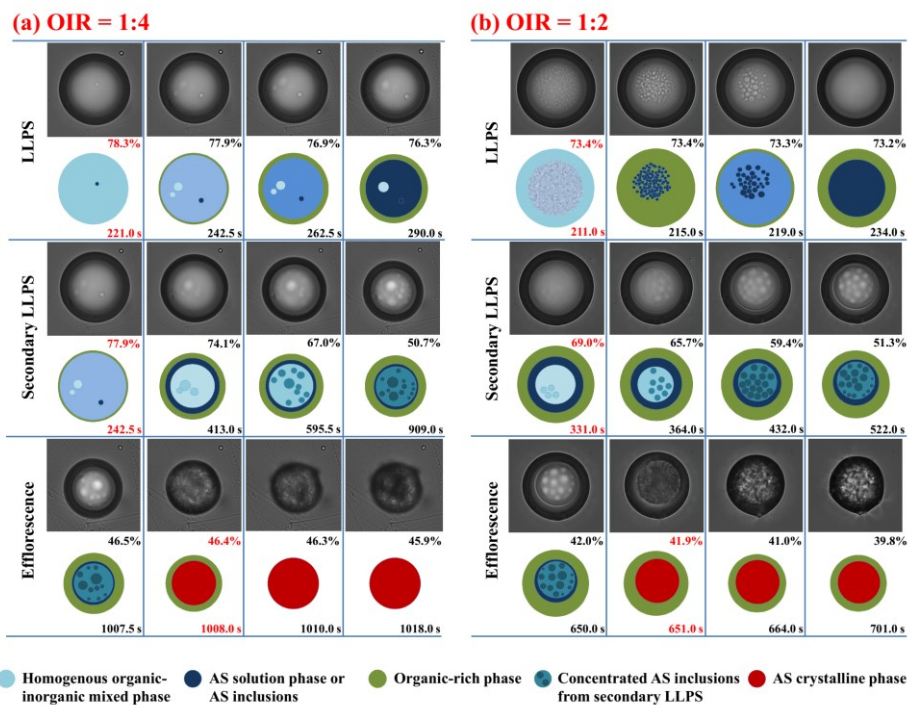 (a) OIR = 1:4
LLPS
78.3% 77.9% 76.9% 76.3%
221.0 s 242.5 s 262.5 s 290.0 s
Secondary LLPS
77.9% 74.1% 67.0% 50.7%
242.5 s 413.0 s 595.5 s 909.0 s
Efflorescence
46.5% 46.4% 46.3% 45.9%
1007.5 s 1008.0 s 1010.0 s 1018.0 s
(b) OIR = 1:2
LLPS
73.4% 73.4% 73.3% 73.2%
211.0 s 215.0 s 219.0 s 234.0 s
Secondary LLPS
69.0% 65.7% 59.4% 51.3%
331.0 s 364.0 s 432.0 s 522.0 s
Efflorescence
42.0% 41.9% 41.0% 39.8%
650.0 s 651.0 s 664.0 s 701.0 s
Homogenous organic-
inorganic mixed phase
AS solution phase or
AS inclusions
Organic-rich phase
Concentrated AS inclusions
from secondary LLPS
AS crystalline phase